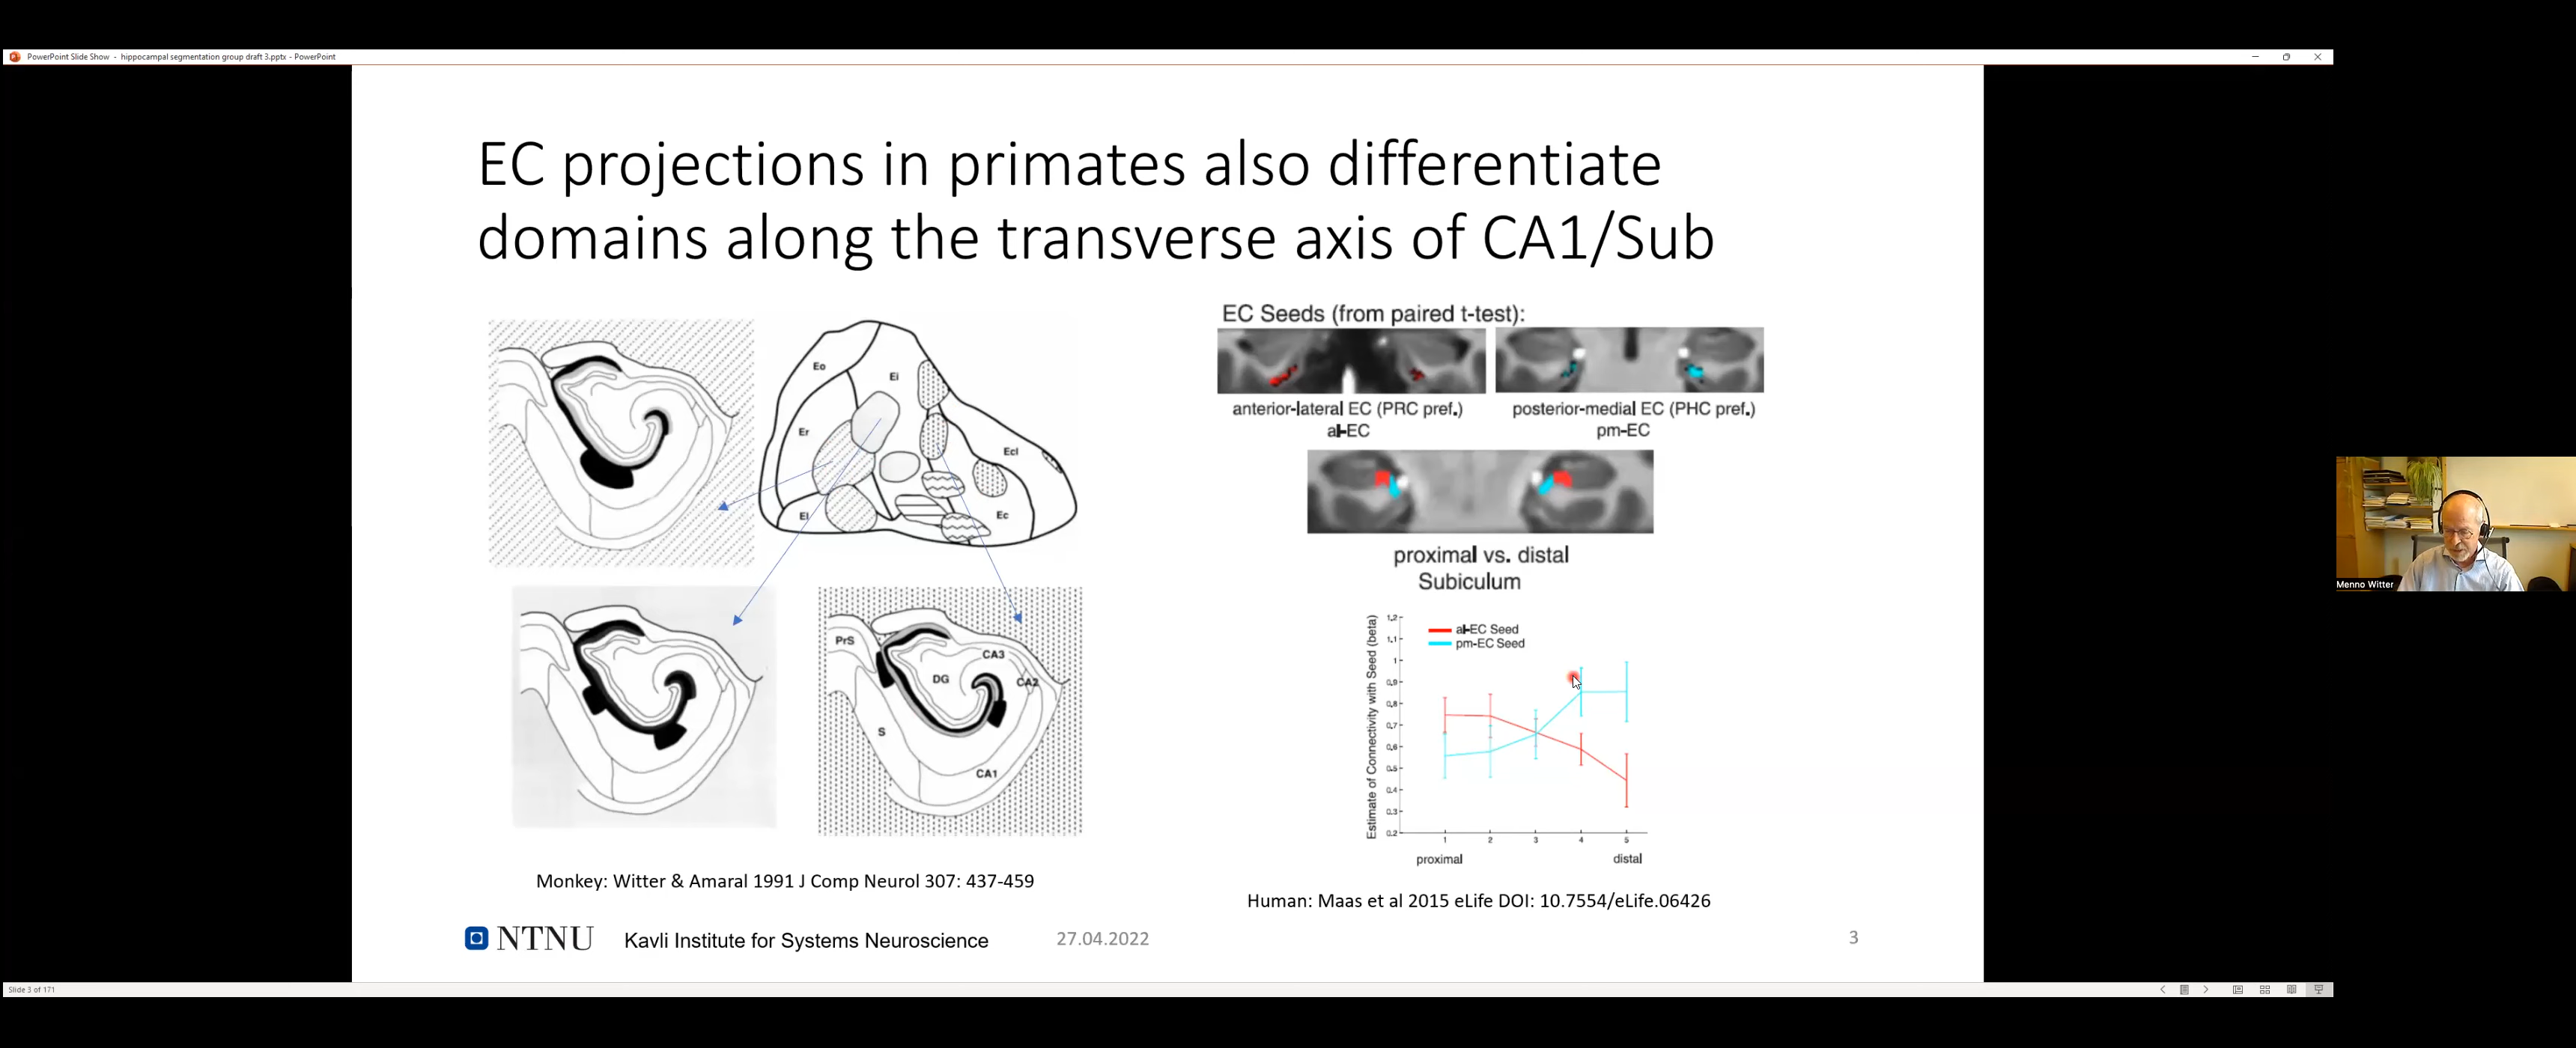 PowerPoint Slide Show - hippocampal segmentation group draft 3.pptx - PowerPoint
EC projections in primates also differentiate
domains along the transverse axis of CA1/Sub
Eo
Ei
Er
Ecl
El
Ec
PrS
CA3
DG
CA2
S
CA1
Monkey: Witter & Amaral 1991 J Comp Neurol 307: 437-459
EC Seeds (from paired t-test):
anterior-lateral EC (PRC pref.)
al-EC
posterior-medial EC (PHC pref.)
pm-EC
proximal vs. distal
Subiculum
Estimate of Connectivity with Seed (beta)
al-EC Seed
pm-EC Seed
1.2
1.1
1
0.9
0.8
0.7
0.6
0.5
0.4
0.3
0.2
1 2 3 4 5
proximal distal
Human: Maas et al 2015 eLife DOI: 10.7554/eLife.06426
NTNU Kavli Institute for Systems Neuroscience 27.04.2022 3
Menno Witter
Slide 3 of 171